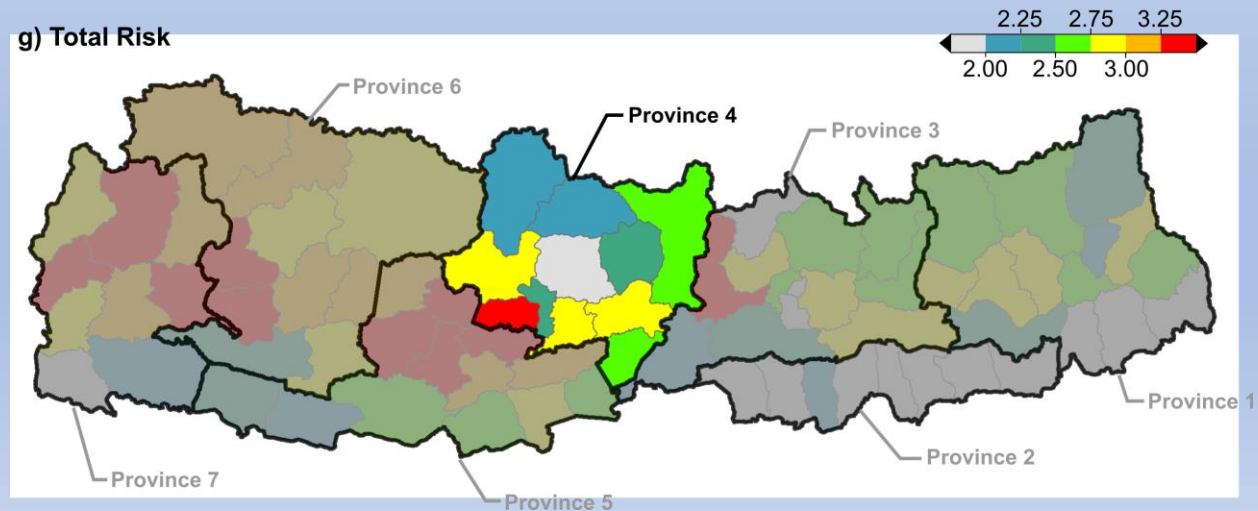 g) Total Risk
2.25 2.75 3.25
2.00 2.50 3.00
Province 6
Province 4
Province 3
Province 1
Province 2
Province 7
Province 5